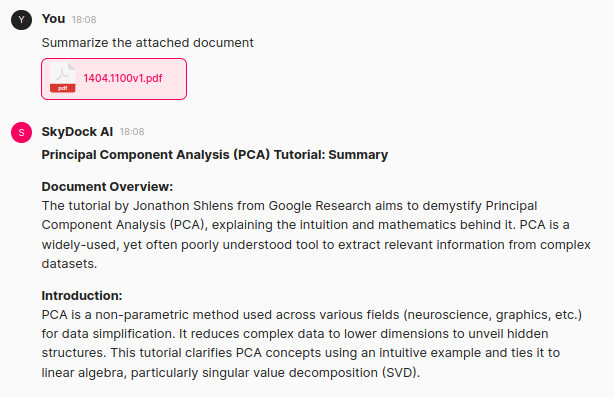 Y You 18:08
Summarize the attached document
pdf 1404.1100v1.pdf
S SkyDock AI 18:08
Principal Component Analysis (PCA) Tutorial: Summary
Document Overview:
The tutorial by Jonathon Shlens from Google Research aims to demystify Principal
Component Analysis (PCA), explaining the intuition and mathematics behind it. PCA is a
widely-used, yet often poorly understood tool to extract relevant information from complex
datasets.
Introduction:
PCA is a non-parametric method used across various fields (neuroscience, graphics, etc.)
for data simplification. It reduces complex data to lower dimensions to unveil hidden
structures. This tutorial clarifies PCA concepts using an intuitive example and ties it to
linear algebra, particularly singular value decomposition (SVD).